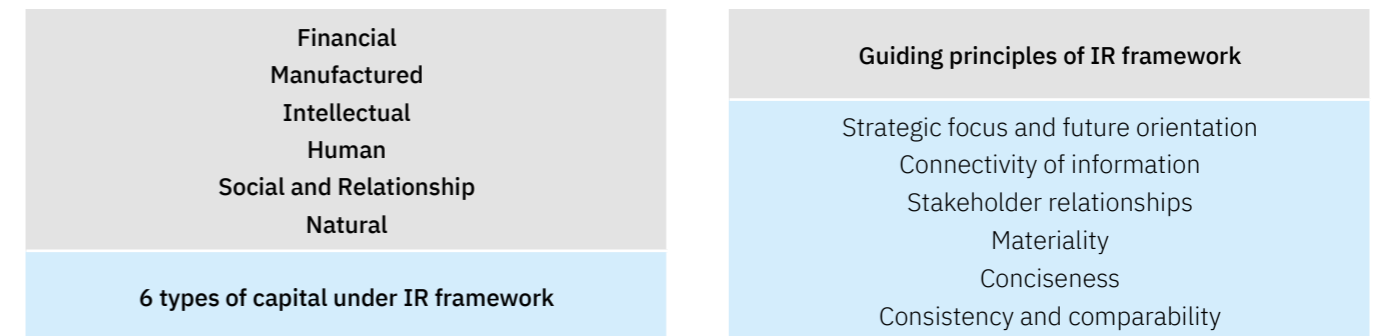 Financial
Manufactured
Intellectual
Human
Social and Relationship
Natural
6 types of capital under IR framework
Guiding principles of IR framework
Strategic focus and future orientation
Connectivity of information
Stakeholder relationships
Materiality
Conciseness
Consistency and comparability